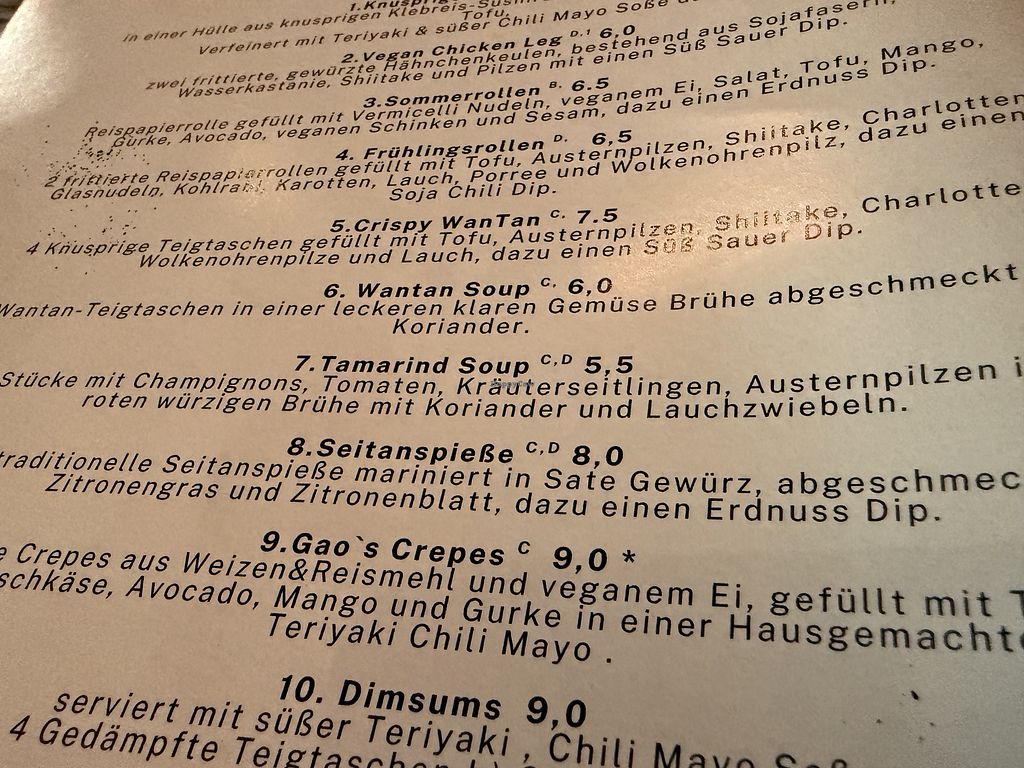 1.Knuspri
in einer Hülle aus knusprigen Klebreis-Sushi
Tofu.
Verfeinert mit Teriyaki & süßer Chili Mayo Soße
2.Vegan Chicken Leg D,1 6,0
zwei frittierte, gewürzte Hähnchenkeulen, bestehend aus Sojafasern,
Wasserkastanie, Shiitake und Pilzen mit einen Süß Sauer Dip.
3.Sommerrollen B. 6.5
Reispapierrolle gefüllt mit Vermicelli Nudeln, veganem Ei, Salat, Tofu, Mango,
Gurke, Avocado, veganen Schinken und Sesam, dazu einen Erdnuss Dip.
4. Frühlingsrollen D. 6,5
2 frittierte Reispapierrollen gefüllt mit Tofu, Austernpilzen, Shiitake, Charlotten
Glasnudeln, Kohlrabi, Karotten, Lauch, Porree und Wolkenohrenpilz, dazu einen
Soja Chili Dip.
5.Crispy WanTan C. 7.5
4 Knusprige Teigtaschen gefüllt mit Tofu, Austernpilzen, Shiitake, Charlotte
Wolkenohrenpilze und Lauch, dazu einen Süß Sauer Dip.
6. Wantan Soup C, 6,0
Wantan-Teigtaschen in einer leckeren klaren Gemüse Brühe abgeschmeckt
Koriander.
7.Tamarind Soup C,D 5,5
Stücke mit Champignons, Tomaten, Kräuterseitlingen, Austernpilzen i
roten würzigen Brühe mit Koriander und Lauchzwiebeln.
8.Seitanspieße C,D 8,0
traditionelle Seitanspieße mariniert in Sate Gewürz, abgeschmec
Zitronengras und Zitronenblatt, dazu einen Erdnuss Dip.
9.Gao`s Crepes C 9,0 *
e Crepes aus Weizen&Reismehl und veganem Ei, gefüllt mit T
schkäse, Avocado, Mango und Gurke in einer Hausgemachte
Teriyaki Chili Mayo .
10. Dimsums 9,0
serviert mit süßer Teriyaki , Chili Mayo Soß
4 Gedämpfte Teigtaschen